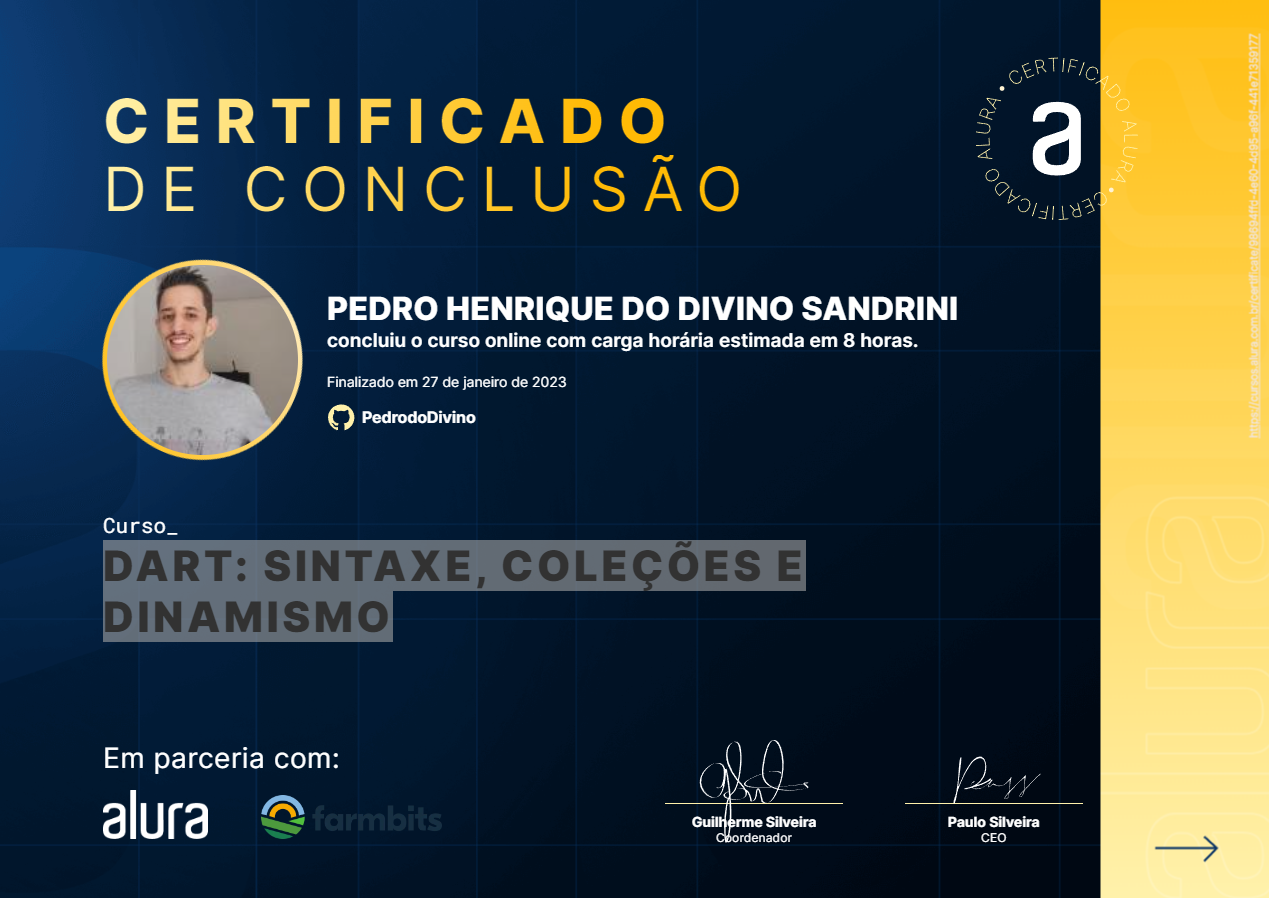 CERTIFICADO
DE CONCLUSÃO
CERTIFICADO ALURA • CERTIFICADO ALURA •
a
PEDRO HENRIQUE DO DIVINO SANDRINI
concluiu o curso online com carga horária estimada em 8 horas.
Finalizado em 27 de janeiro de 2023
PedrodoDivino
Curso_
DART: SINTAXE, COLEÇÕES E
DINAMISMO
Em parceria com:
alura
farmbits
Guilherme Silveira
Coordenador
Paulo Silveira
CEO
alura